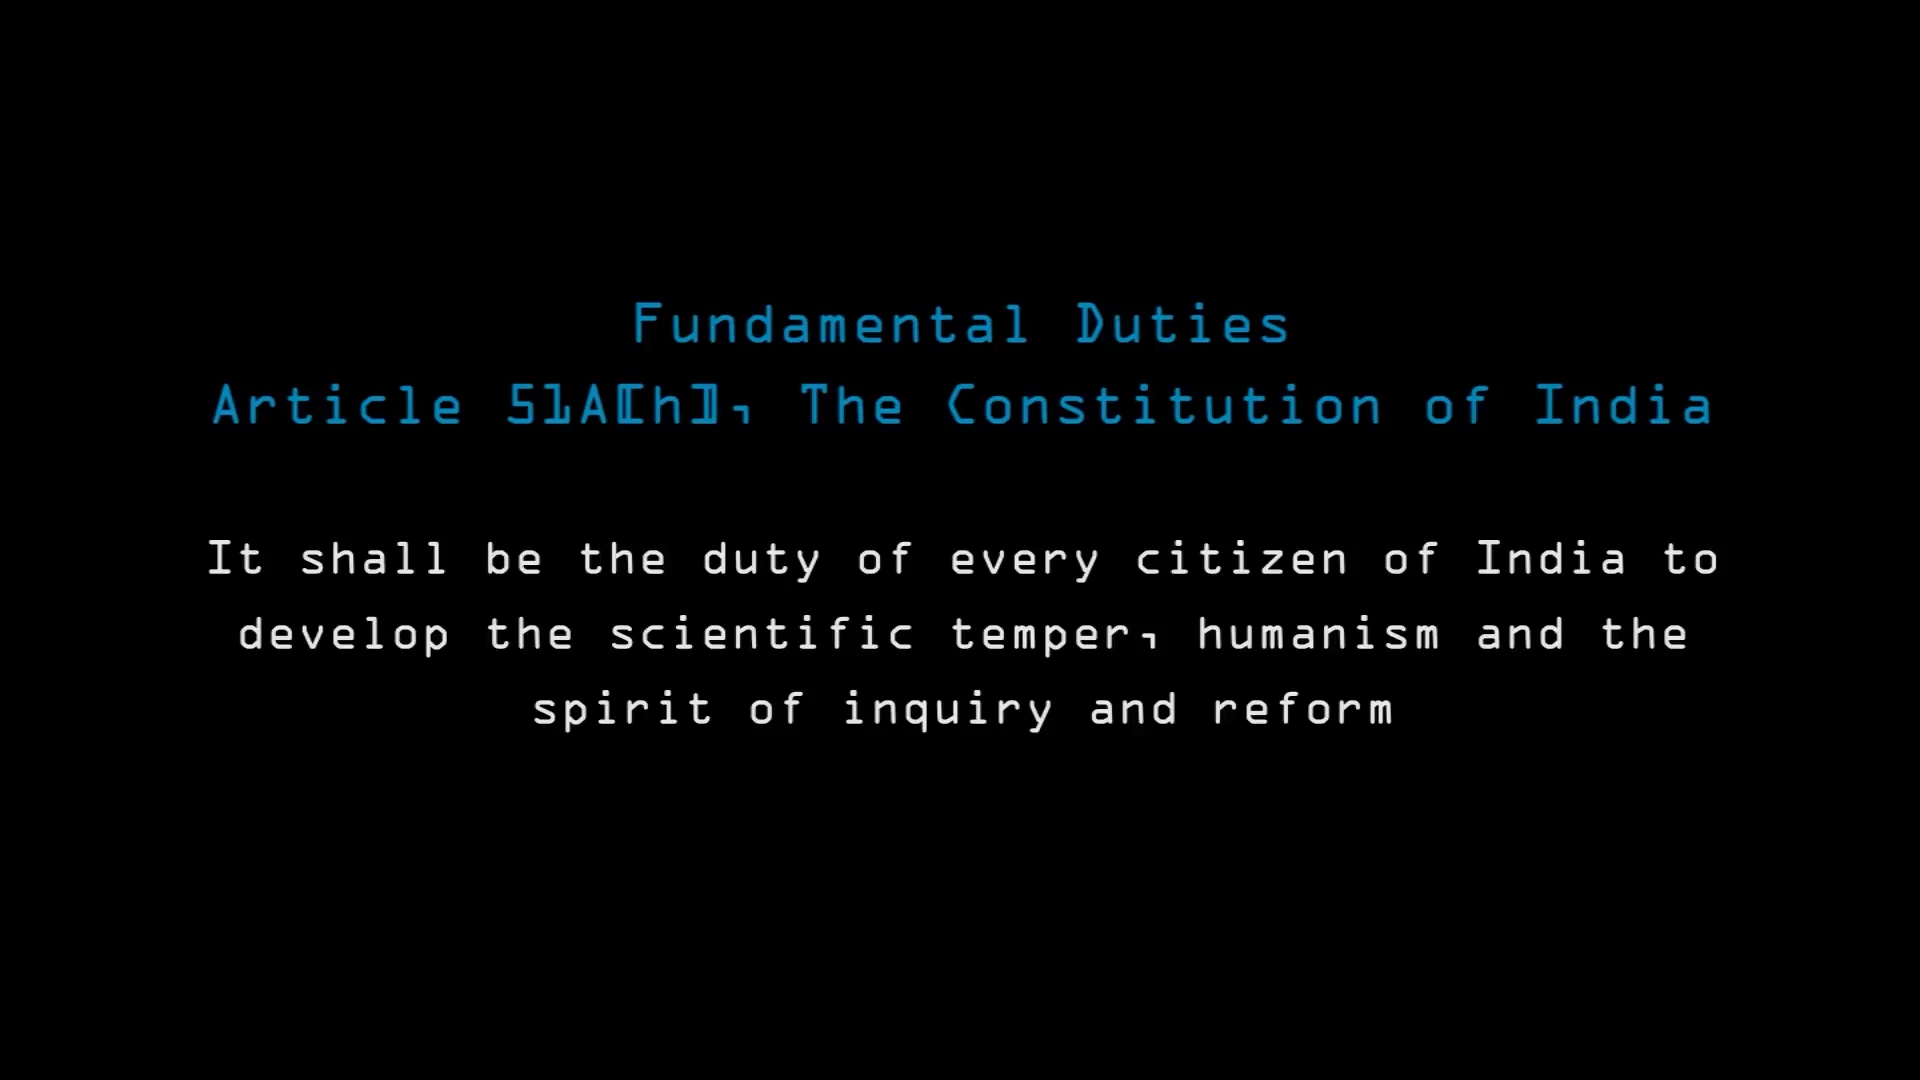 Fundamental Duties
Article 51A[h], The Constitution of India
It shall be the duty of every citizen of India to
develop the scientific temper, humanism and the
spirit of inquiry and reform